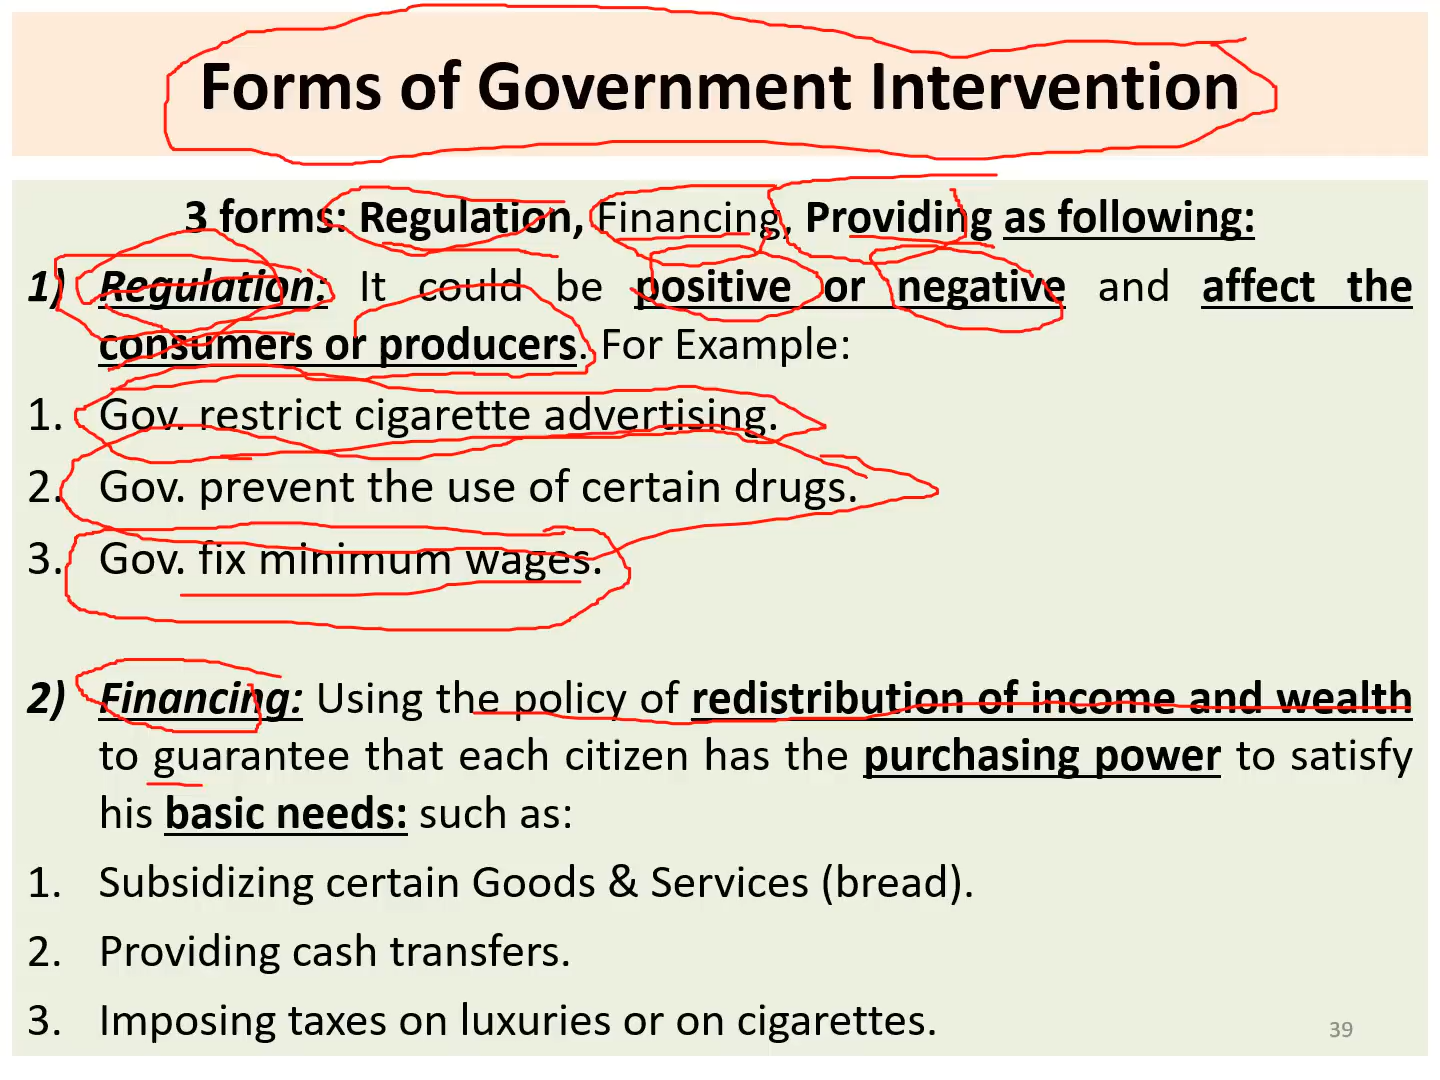 Forms of Government Intervention
3 forms: Regulation, Financing, Providing as following:
1) Regulation: It could be positive or negative and affect the
consumers or producers. For Example:
1. Gov. restrict cigarette advertising.
2. Gov. prevent the use of certain drugs.
3. Gov. fix minimum wages.
2) Financing: Using the policy of redistribution of income and wealth
to guarantee that each citizen has the purchasing power to satisfy
his basic needs: such as:
1. Subsidizing certain Goods & Services (bread).
2. Providing cash transfers.
3. Imposing taxes on luxuries or on cigarettes.
39